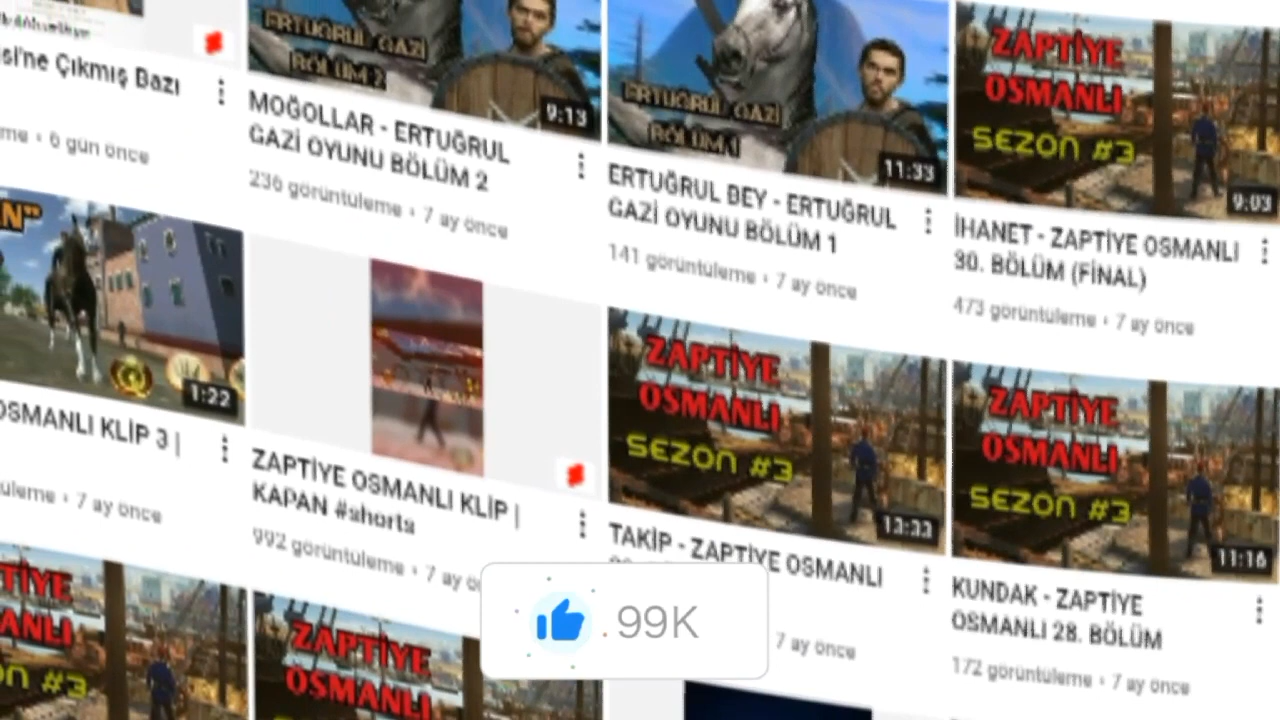 si'ne Çıkmış Bazı
6 gün önce
ERTUĞRUL GAZİ
BÖLÜM 2
9:13
MOĞOLLAR - ERTUĞRUL
GAZİ OYUNU BÖLÜM 2
236 görüntüleme • 7 ay önce
ERTUĞRUL GAZİ
BÖLÜM 1
11:33
ERTUĞRUL BEY - ERTUĞRUL
GAZİ OYUNU BÖLÜM 1
141 görüntüleme • 7 ay önce
ZAPTİYE
OSMANLI
SEZON #3
9:03
İHANET - ZAPTİYE OSMANLI
30. BÖLÜM (FİNAL)
473 görüntüleme • 7 ay önce
1:22
OSMANLI KLİP 3 |
7 ay önce
ZAPTİYE OSMANLI KLİP |
KAPAN #shorts
992 görüntüleme • 7 ay
ZAPTİYE
OSMANLI
SEZON #3
TAKİP - ZAPTİYE OSMANLI
7 ay önce
ZAPTİYE
OSMANLI
SEZON #3
11:16
KUNDAK - ZAPTİYE
OSMANLI 28. BÖLÜM
172 görüntüleme • 7 ay önce
#3
ZAPTİYE
OSMANLI
99K